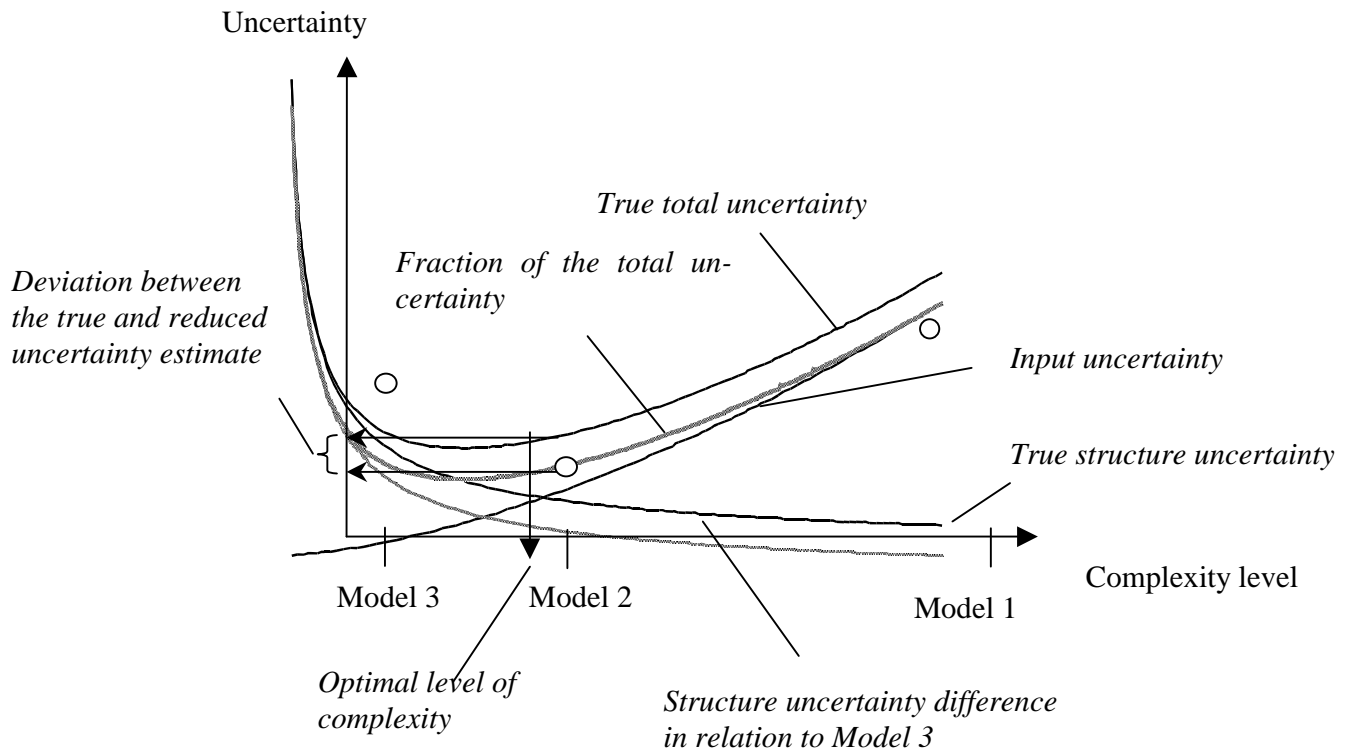 Uncertainty
True total uncertainty
Fraction of the total un-
certainty
Deviation between
the true and reduced
uncertainty estimate
Input uncertainty
True structure uncertainty
Complexity level
Model 3
Model 2
Model 1
Optimal level of
complexity
Structure uncertainty difference
in relation to Model 3